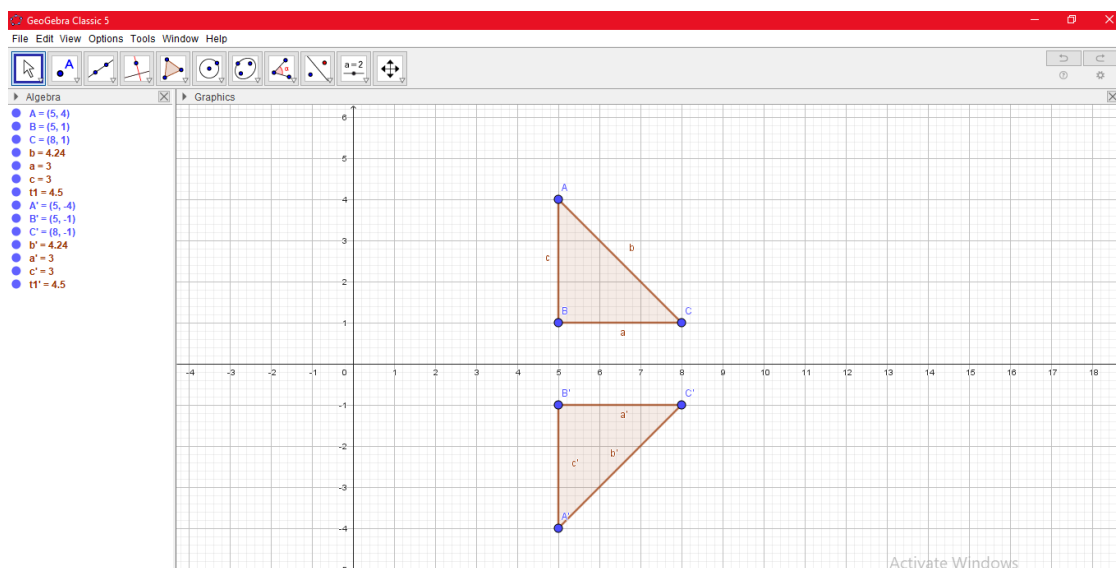 GeoGebra Classic 5
File Edit View Options Tools Window Help
A
a = 2
Algebra
Graphics
A = (5, 4)
B = (5, 1)
C = (8, 1)
b = 4.24
a = 3
c = 3
t1 = 4.5
A' = (5, -4)
B' = (5, -1)
C' = (8, -1)
b' = 4.24
a' = 3
c' = 3
t1' = 4.5
6
5
4
3
2
1
A
b
c
B
C
a
-4 -3 -2 -1 0 1 2 3 4 5 6 7 8 9 10 11 12 13 14 15 16 17 18
B'
C'
-1
a'
-2
b'
c'
-3
A'
-4
Activate Windows